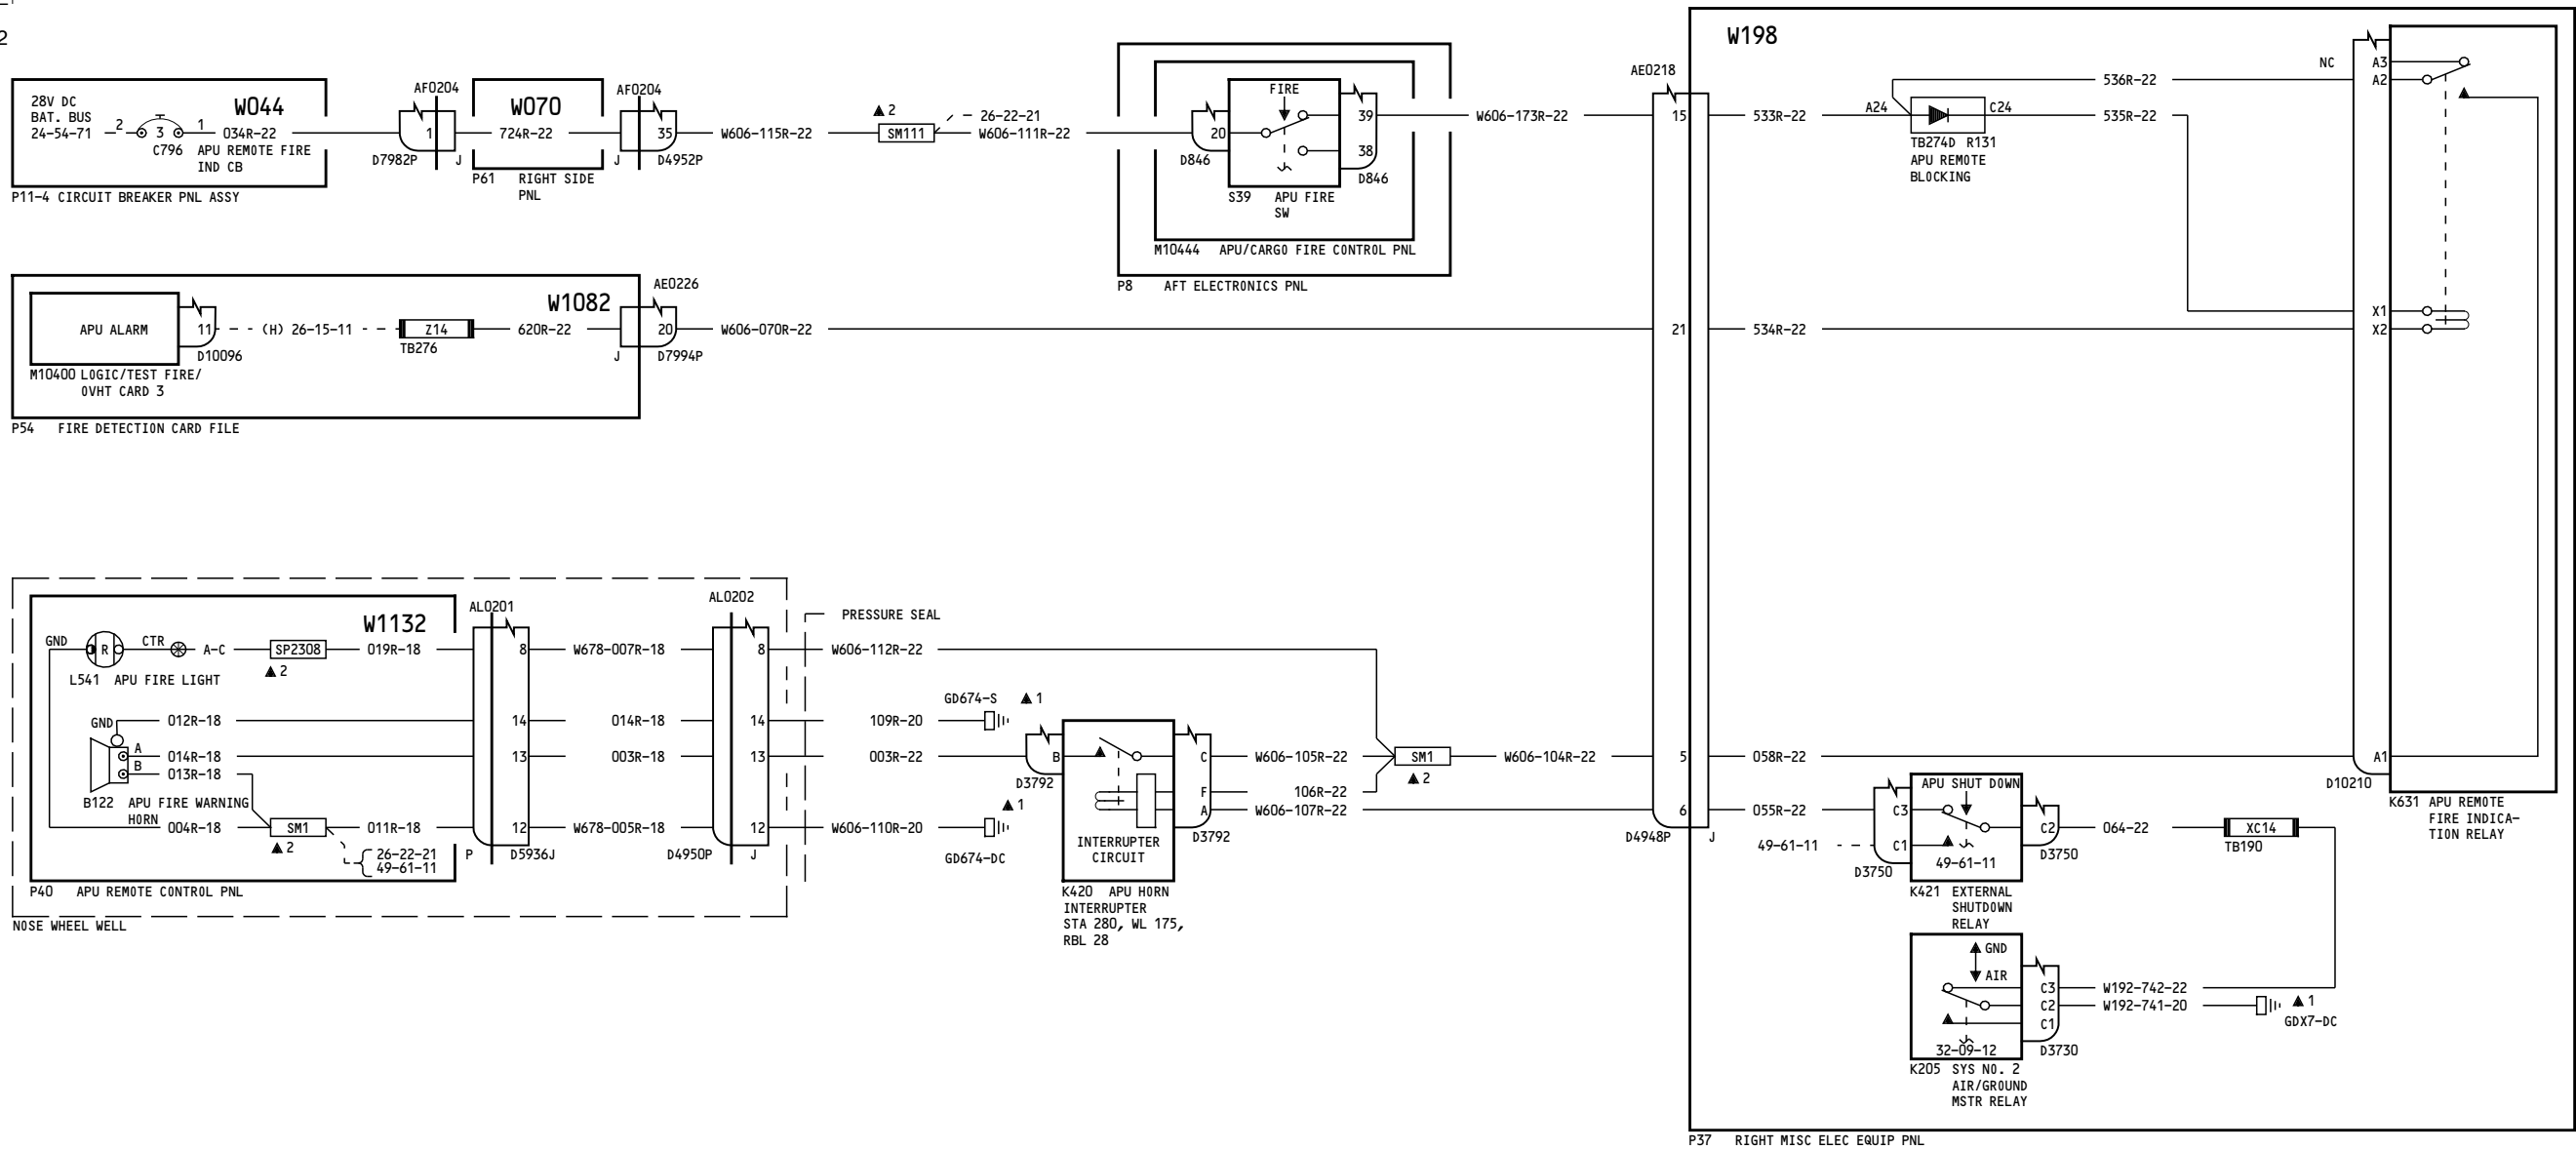 2
28V DC
BAT. BUS
24-54-71
2
3
C796
1
034R-22
APU REMOTE FIRE
IND CB
W044
P11-4 CIRCUIT BREAKER PNL ASSY
AF0204
1
D7982P
J
W070
724R-22
P61
RIGHT SIDE
PNL
AF0204
35
J
D4952P
W606-115R-22
2
SM111
26-22-21
W606-111R-22
20
D846
FIRE
39
38
D846
S39
APU FIRE
SW
M10444
APU/CARGO FIRE CONTROL PNL
P8
AFT ELECTRONICS PNL
W606-173R-22
AE0218
15
W198
533R-22
A24
C24
TB274D R131
APU REMOTE
BLOCKING
536R-22
535R-22
NC
A3
A2
X1
X2
APU ALARM
11
D10096
M10400 LOGIC/TEST FIRE/
OVHT CARD 3
(H) 26-15-11
Z14
TB276
620R-22
W1082
AE0226
20
J
D7994P
P54
FIRE DETECTION CARD FILE
W606-070R-22
21
534R-22
W1132
GND
R
CTR
A-C
SP2308
2
019R-18
L541
APU FIRE LIGHT
GND
012R-18
A
014R-18
B
013R-18
B122
APU FIRE WARNING
HORN
004R-18
SM1
2
011R-18
26-22-21
49-61-11
P40
APU REMOTE CONTROL PNL
NOSE WHEEL WELL
AL0201
8
14
13
12
P
D5936J
W678-007R-18
014R-18
003R-18
W678-005R-18
AL0202
8
14
13
12
D4950P
J
PRESSURE SEAL
W606-112R-22
109R-20
003R-22
W606-110R-20
GD674-S
1
1
GD674-DC
B
D3792
INTERRUPTER
CIRCUIT
C
F
A
D3792
K420
APU HORN
INTERRUPTER
STA 280, WL 175,
RBL 28
W606-105R-22
106R-22
W606-107R-22
SM1
2
W606-104R-22
5
6
D4948P
J
058R-22
A1
D10210
K631
APU REMOTE
FIRE INDICA-
TION RELAY
055R-22
49-61-11
C3
C1
D3750
APU SHUT DOWN
49-61-11
C2
D3750
K421
EXTERNAL
SHUTDOWN
RELAY
064-22
XC14
TB190
GND
AIR
32-09-12
C3
C2
C1
D3730
K205
SYS NO. 2
AIR/GROUND
MSTR RELAY
W192-742-22
W192-741-20
1
GDX7-DC
P37
RIGHT MISC ELEC EQUIP PNL